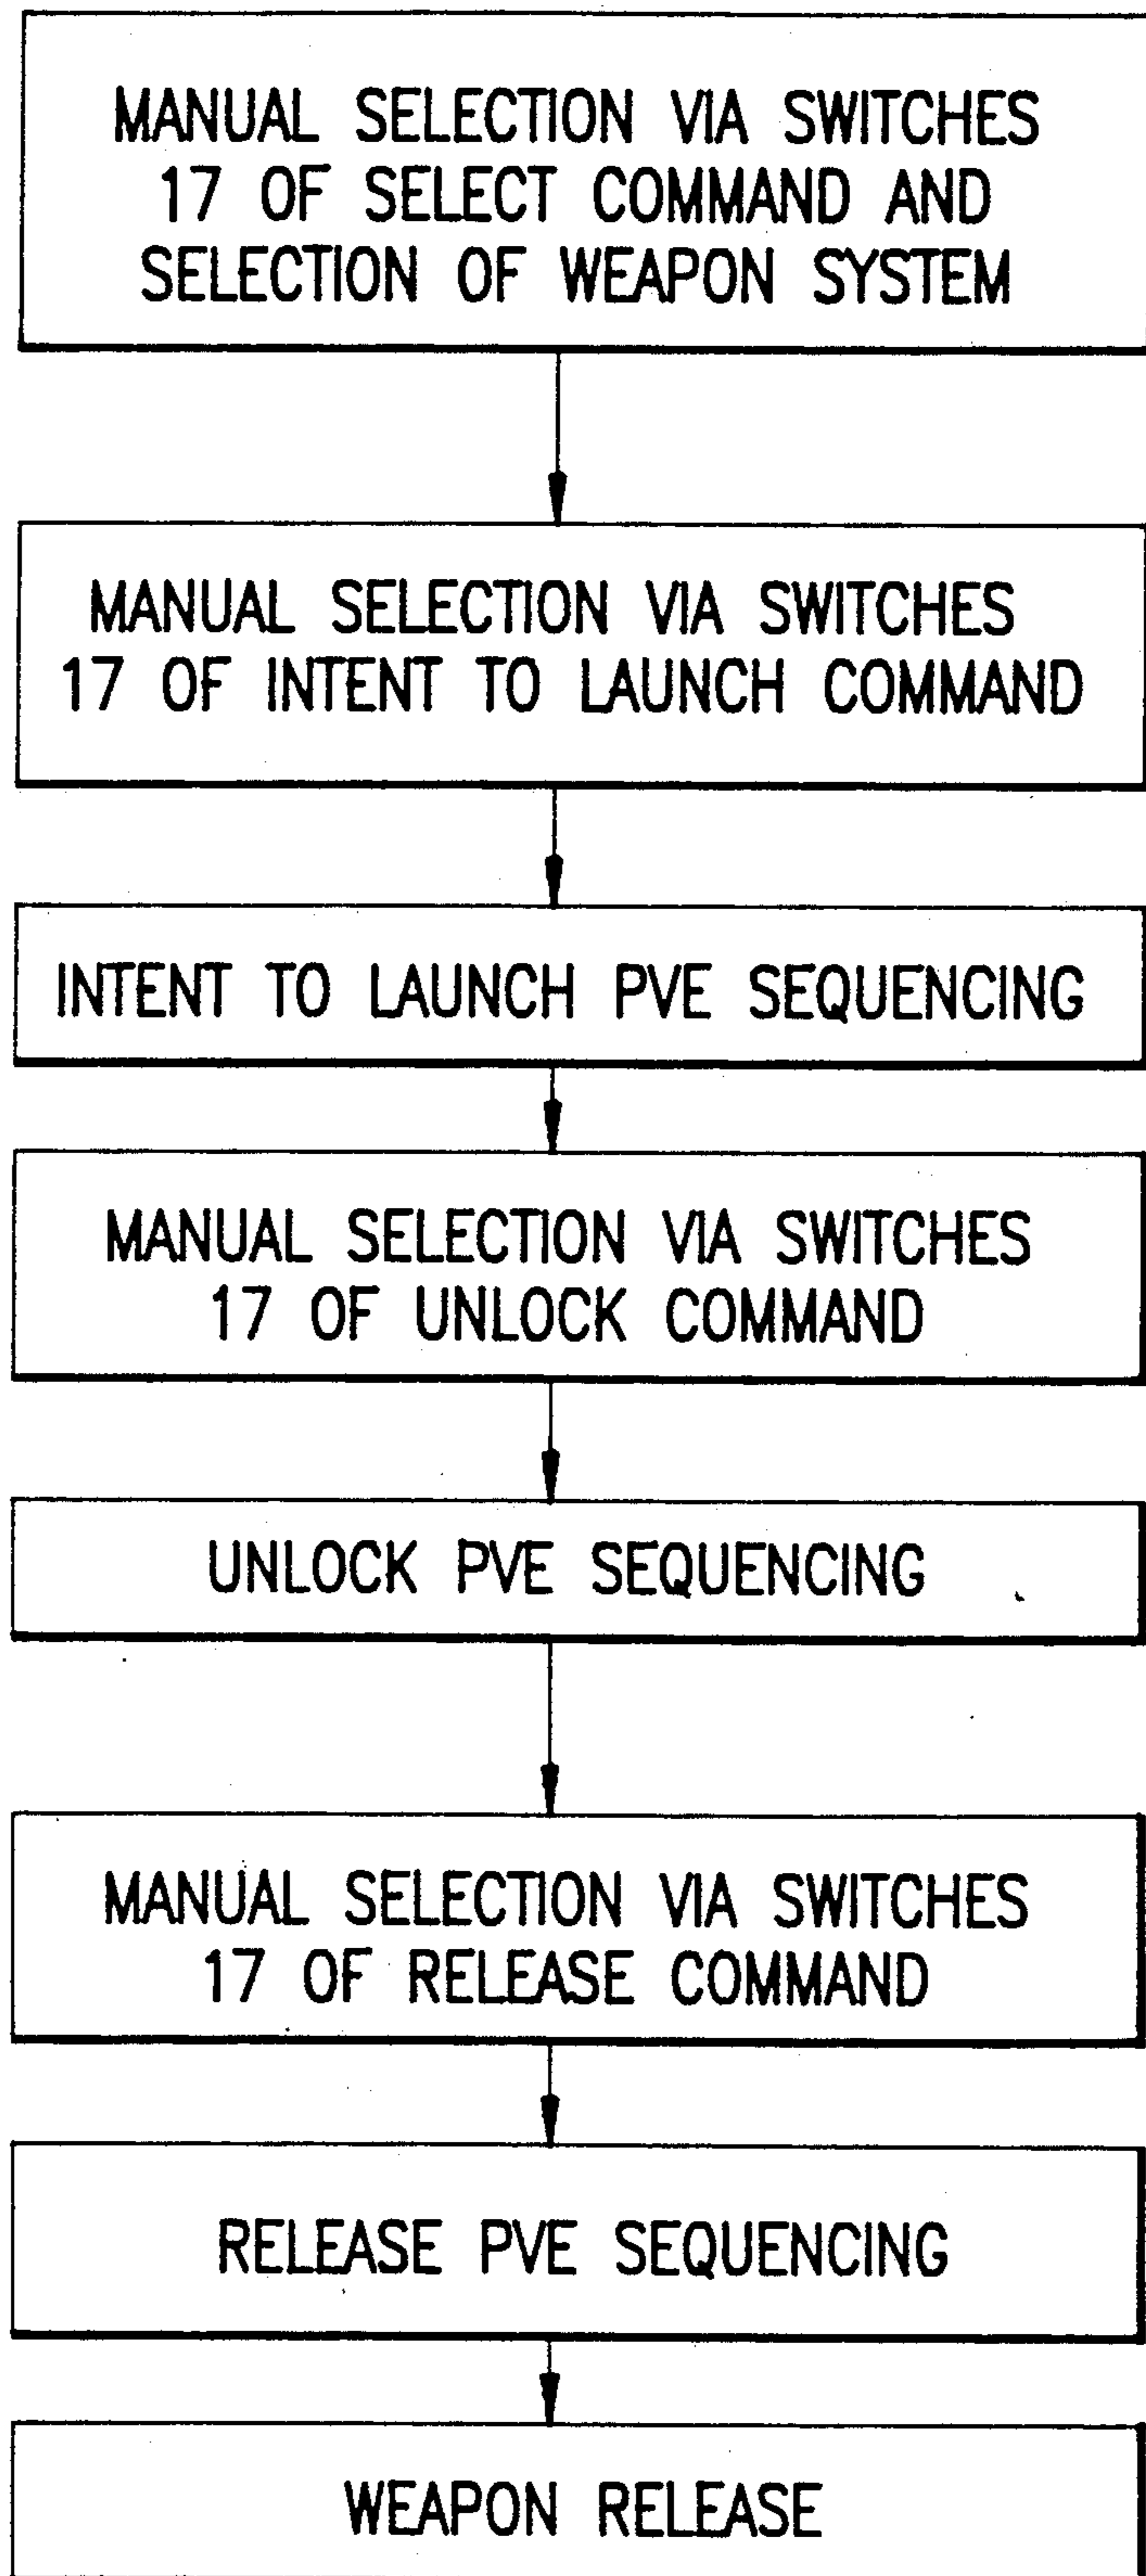 MANUAL SELECTION VIA SWITCHES
17 OF SELECT COMMAND AND
SELECTION OF WEAPON SYSTEM
MANUAL SELECTION VIA SWITCHES
17 OF INTENT TO LAUNCH COMMAND
INTENT TO LAUNCH PVE SEQUENCING
MANUAL SELECTION VIA SWITCHES
17 OF UNLOCK COMMAND
UNLOCK PVE SEQUENCING
MANUAL SELECTION VIA SWITCHES
17 OF RELEASE COMMAND
RELEASE PVE SEQUENCING
WEAPON RELEASE